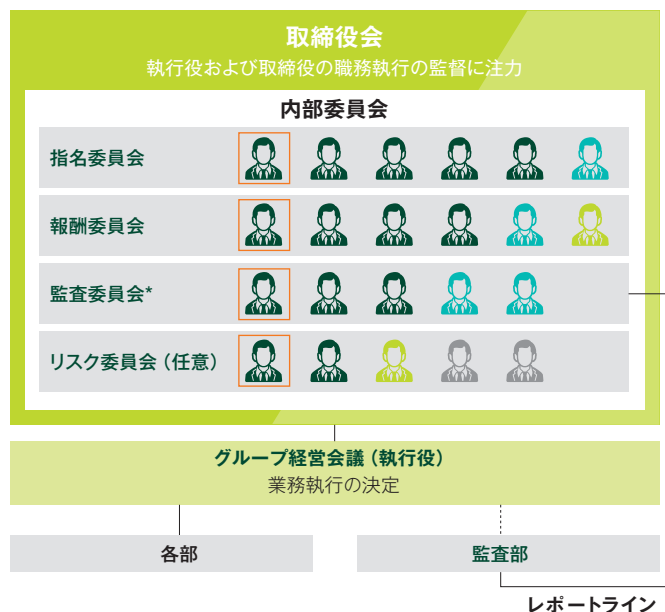 取締役会
執行役および取締役の職務執行の監督に注力
内部委員会
指名委員会
報酬委員会
監査委員会*
リスク委員会（任意）
グループ経営会議（執行役）
業務執行の決定
各部
監査部
レポートライン